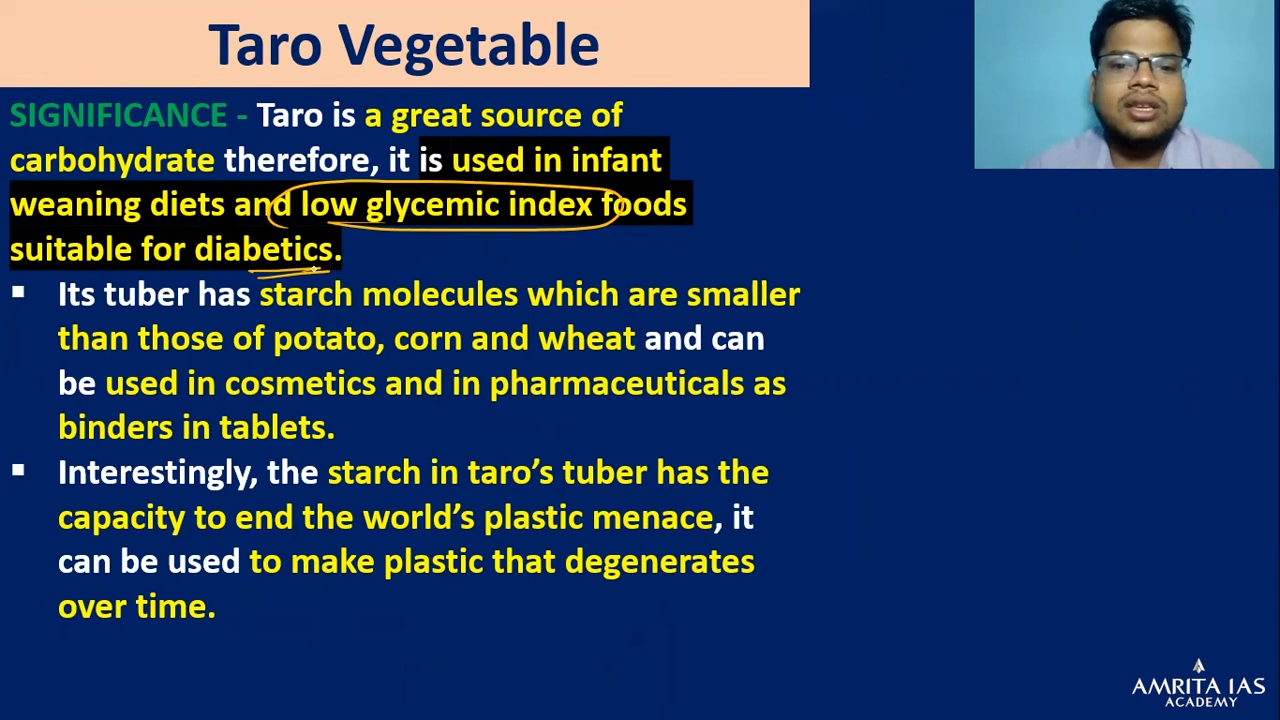 Taro Vegetable
SIGNIFICANCE - Taro is a great source of
carbohydrate therefore, it is used in infant
weaning diets and low glycemic index foods
suitable for diabetics.
▪ Its tuber has starch molecules which are smaller
than those of potato, corn and wheat and can
be used in cosmetics and in pharmaceuticals as
binders in tablets.
▪ Interestingly, the starch in taro’s tuber has the
capacity to end the world’s plastic menace, it
can be used to make plastic that degenerates
over time.
AMRITA IAS
ACADEMY